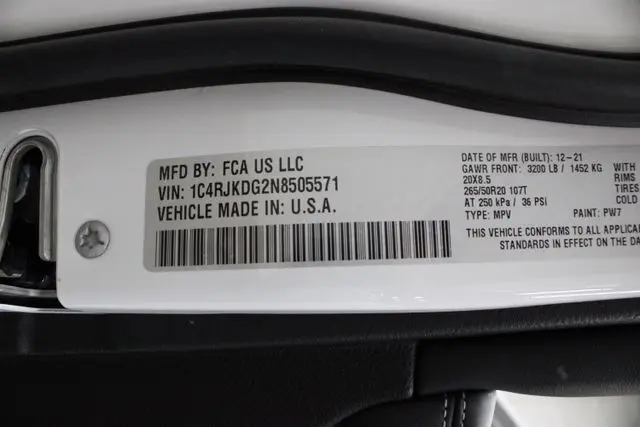 MFD BY: FCA US LLC
VIN: 1C4RJKDG2N8505571
VEHICLE MADE IN: U.S.A.
DATE OF MFR (BUILT): 12-21
GAWR FRONT: 3200 LB / 1452 KG WITH
20X8.5 RIMS
265/50R20 107T TIRES
AT 250 kPa / 36 PSI COLD
TYPE: MPV PAINT: PW7
THIS VEHICLE CONFORMS TO ALL APPLICA
STANDARDS IN EFFECT ON THE DA